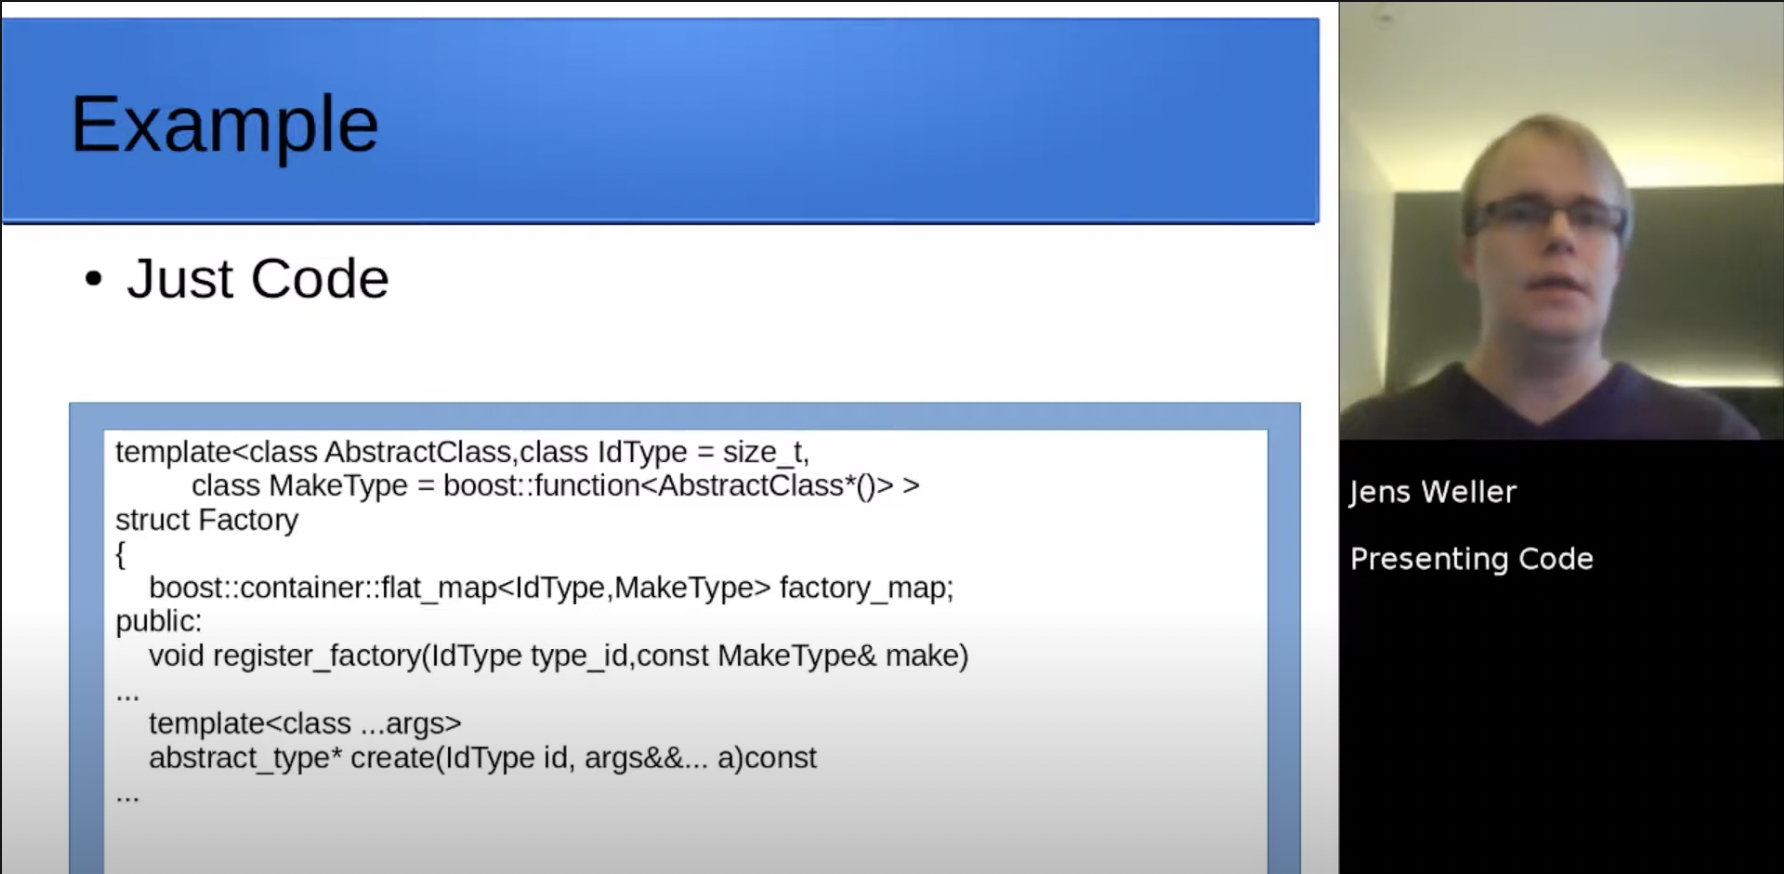 Example
• Just Code
template<class AbstractClass,class IdType = size_t,
class MakeType = boost::function<AbstractClass*()> >
struct Factory
{
boost::container::flat_map<IdType,MakeType> factory_map;
public:
void register_factory(IdType type_id,const MakeType& make)
...
template<class ...args>
abstract_type* create(IdType id, args&&... a)const
...
Jens Weller
Presenting Code